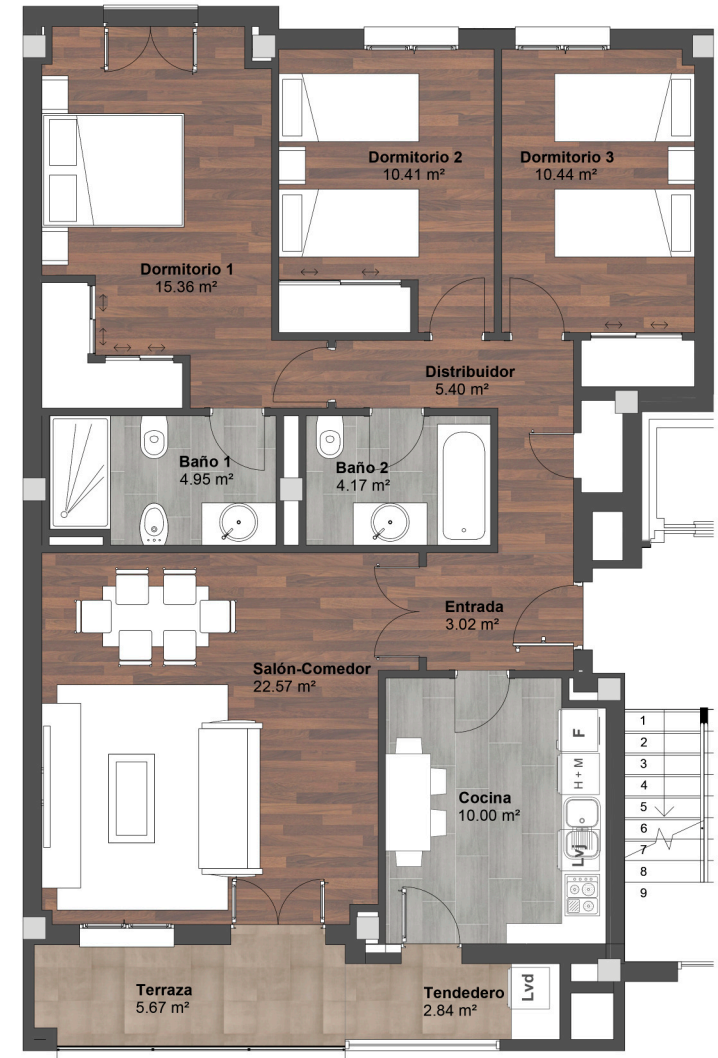 Dormitorio 2
10.41 m²
Dormitorio 3
10.44 m²
Dormitorio 1
15.36 m²
Distribuidor
5.40 m²
Baño 1
4.95 m²
Baño 2
4.17 m²
Entrada
3.02 m²
Salón-Comedor
22.57 m²
F
H + M
Lvj
Cocina
10.00 m²
1
2
3
4
5
6
7
8
9
Terraza
5.67 m²
Tendedero
2.84 m²
Lvd